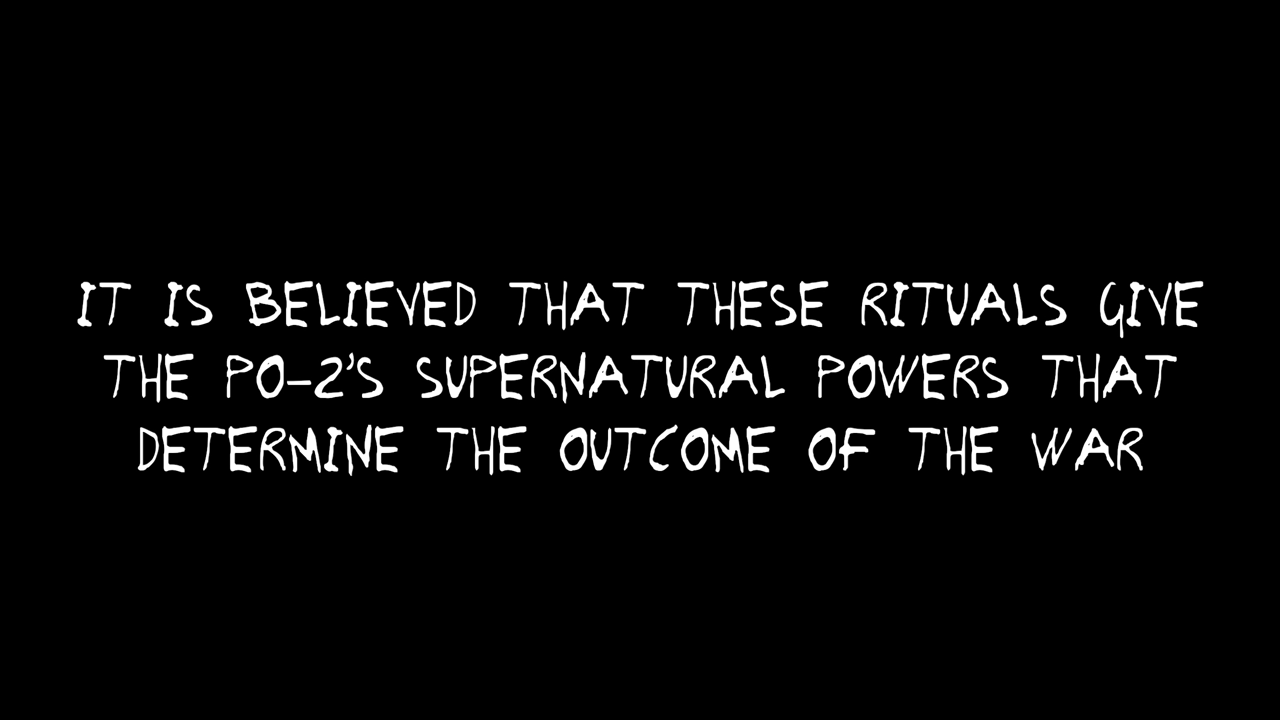 IT IS BELIEVED THAT THESE RITUALS GIVE
THE PO-2'S SUPERNATURAL POWERS THAT
DETERMINE THE OUTCOME OF THE WAR